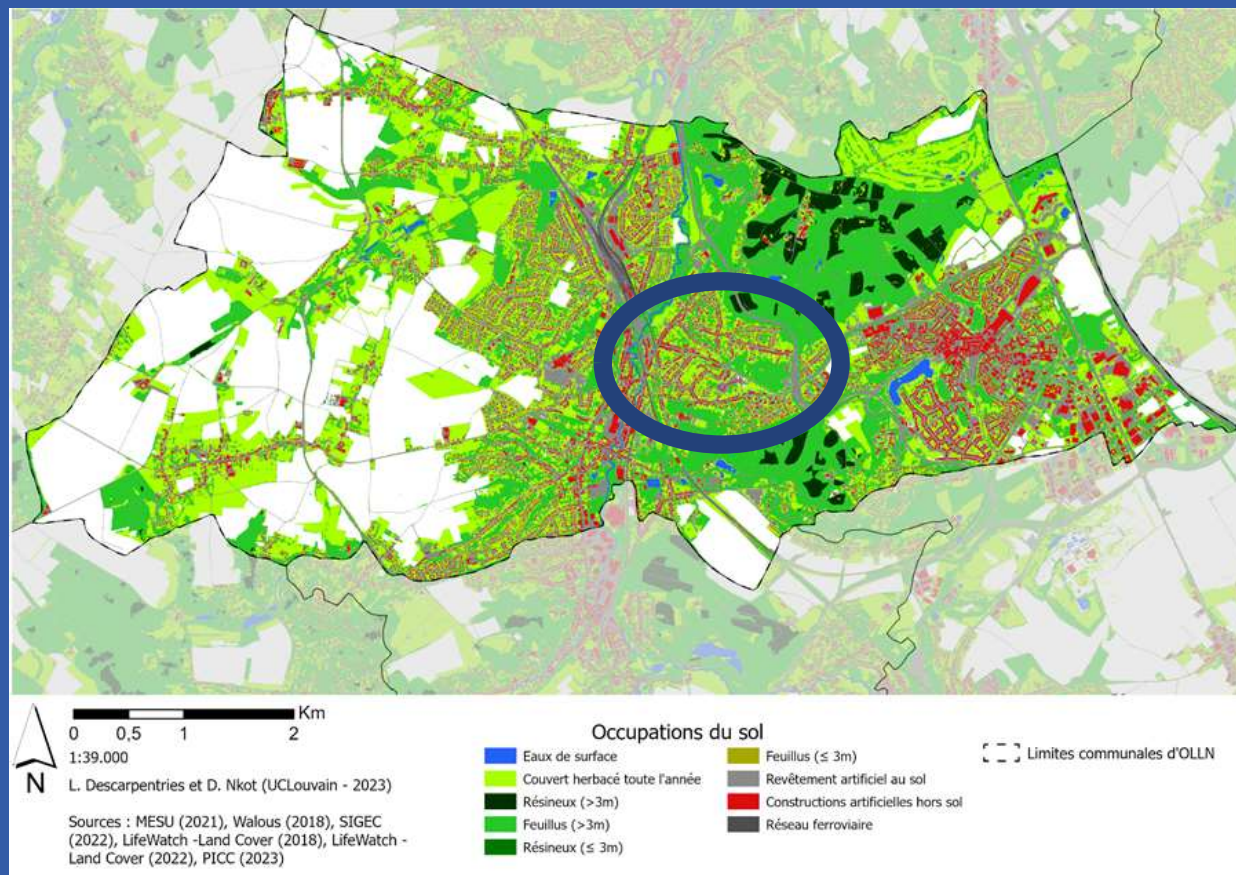 Km
0 0,5 1 2
1:39.000
N
L. Descarpentries et D. Nkot (UCLouvain - 2023)
Sources : MESU (2021), Walous (2018), SIGEC
(2022), LifeWatch -Land Cover (2018), LifeWatch -
Land Cover (2022), PICC (2023)
Occupations du sol
Eaux de surface
Couvert herbacé toute l'année
Résineux (>3m)
Feuillus (>3m)
Résineux (≤ 3m)
Feuillus (≤ 3m)
Revêtement artificiel au sol
Constructions artificielles hors sol
Réseau ferroviaire
Limites communales d'OLLN